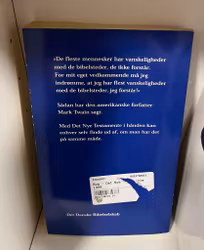 »De fleste mennesker har vanskeligheder
med de bibelsteder, de ikke forstår.
For mit eget vedkommende må jeg
indrømme, at jeg har flest vanskeligheder
med de bibelsteder, jeg forstår!«
Sådan har den amerikanske forfatter
Mark Twain sagt.
Med Det Nye Testamente i hånden kan
enhver selv finde ud af, om man har det
på samme måde.
Det Danske Bibelselskab